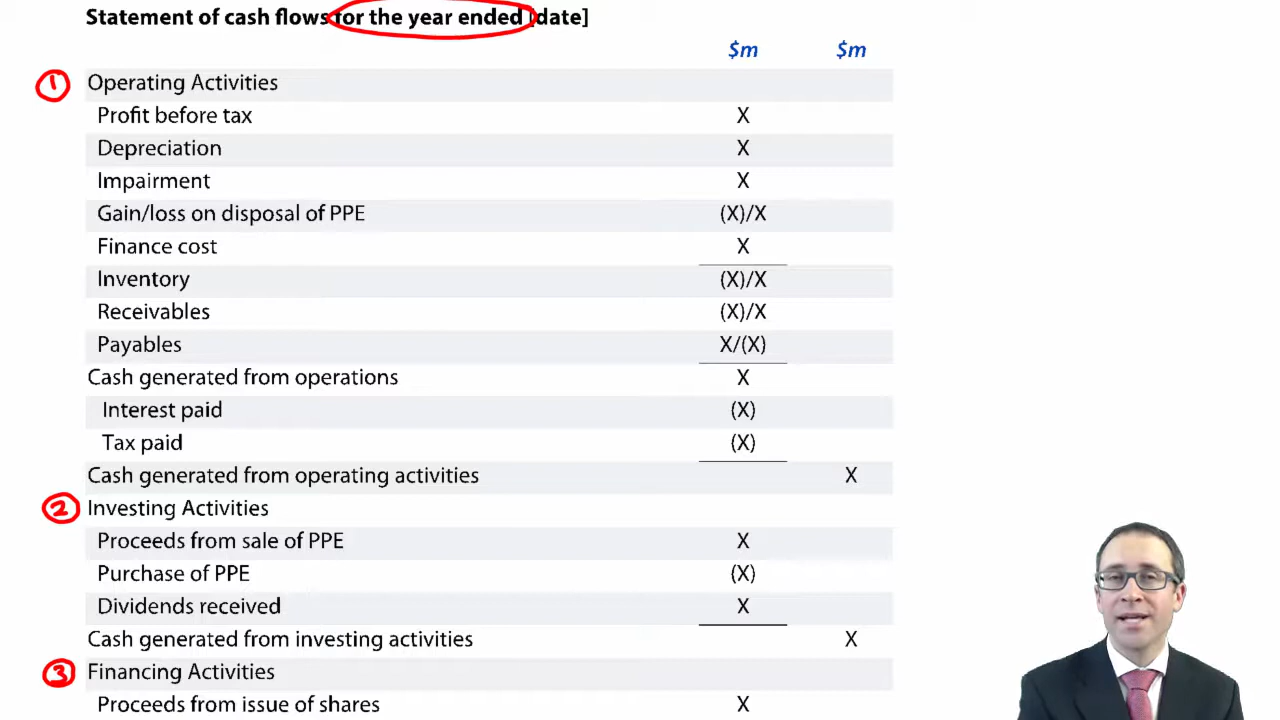 Statement of cash flows for the year ended [date]
$m $m
1 Operating Activities
Profit before tax X
Depreciation X
Impairment X
Gain/loss on disposal of PPE (X)/X
Finance cost X
Inventory (X)/X
Receivables (X)/X
Payables X/(X)
Cash generated from operations X
Interest paid (X)
Tax paid (X)
Cash generated from operating activities X
2 Investing Activities
Proceeds from sale of PPE X
Purchase of PPE (X)
Dividends received X
Cash generated from investing activities X
3 Financing Activities
Proceeds from issue of shares X